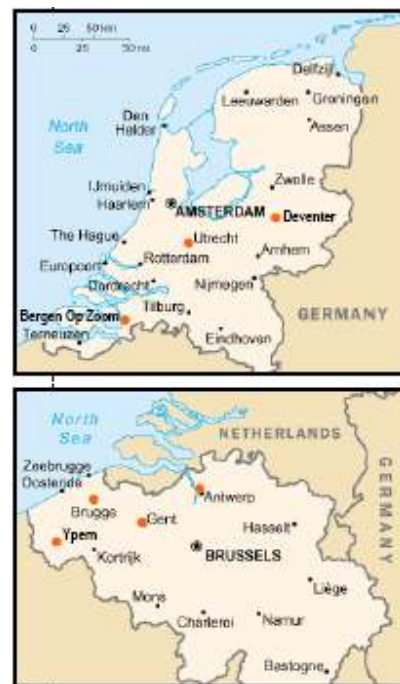 0 25 50 km
0 25 50 mi
Delfzijl
Leeuwarden Groningen
Den
Helder
Assen
North
Sea
IJmuiden
Zwolle
Haarlem
AMSTERDAM Deventer
The Hague Utrecht
Europoort Rotterdam Arnhem
Dordrecht Nijmegen
Bergen Op Zoom Tilburg GERMANY
Terneuzen Eindhoven
North
Sea
NETHERLANDS
Zeebrugge
Oostende
Antwerp
Brugge Gent Hasselt
GERMANY
Ypern
Kortrijk BRUSSELS
Liège
Mons
Charleroi Namur
Bastogne